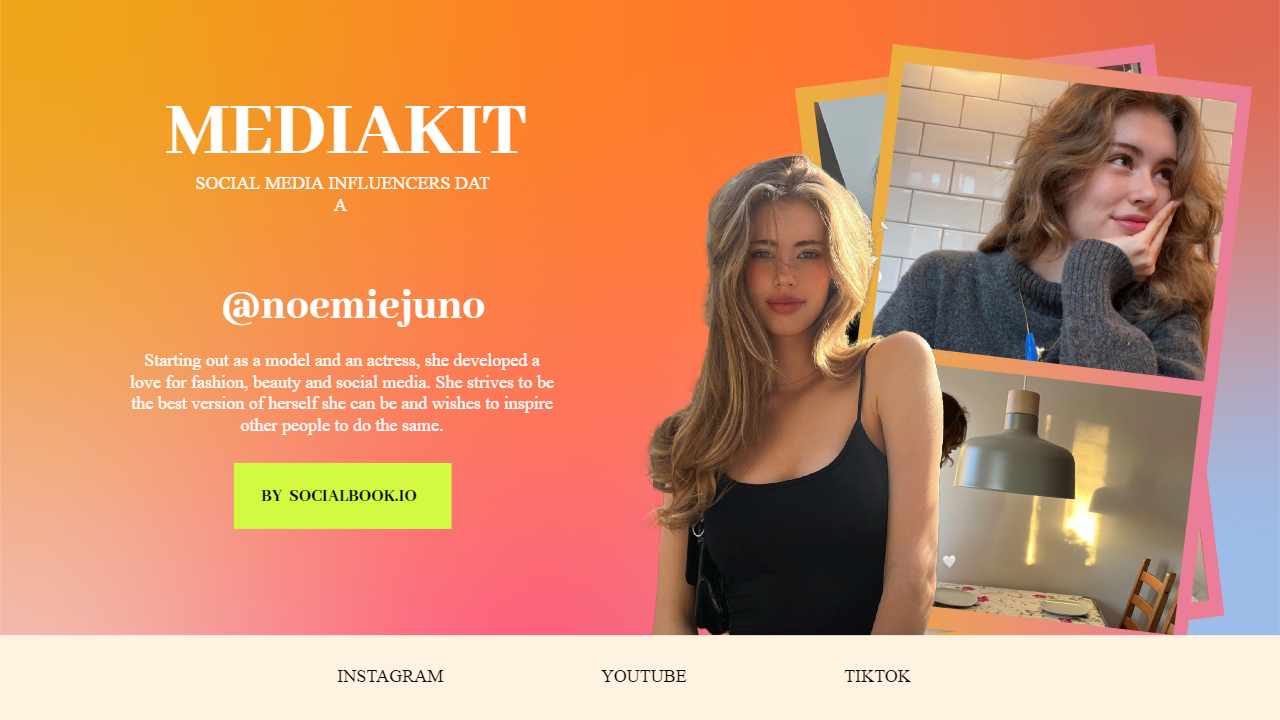 MEDIAKIT
SOCIAL MEDIA INFLUENCERS DAT
A
@noemiejuno
Starting out as a model and an actress, she developed a
love for fashion, beauty and social media. She strives to be
the best version of herself she can be and wishes to inspire
other people to do the same.
BY SOCIALBOOK.IO
INSTAGRAM
YOUTUBE
TIKTOK